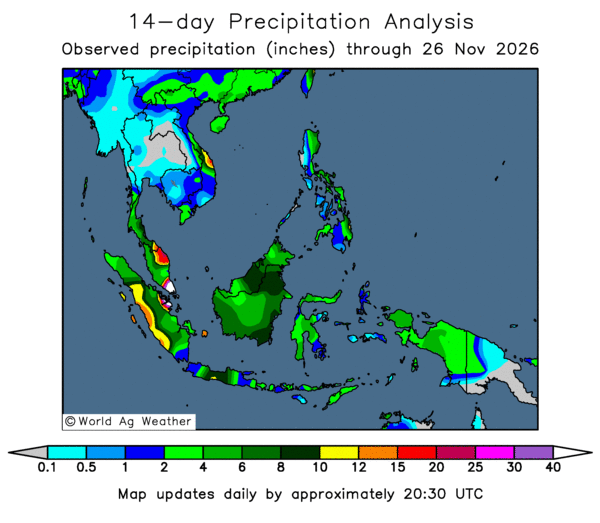 14-day Precipitation Analysis
Observed precipitation (inches) through 26 Nov 2026
©World Ag Weather
0.1 0.5 1 2 4 6 8 10 12 15 20 25 30 40
Map updates daily by approximately 20:30 UTC